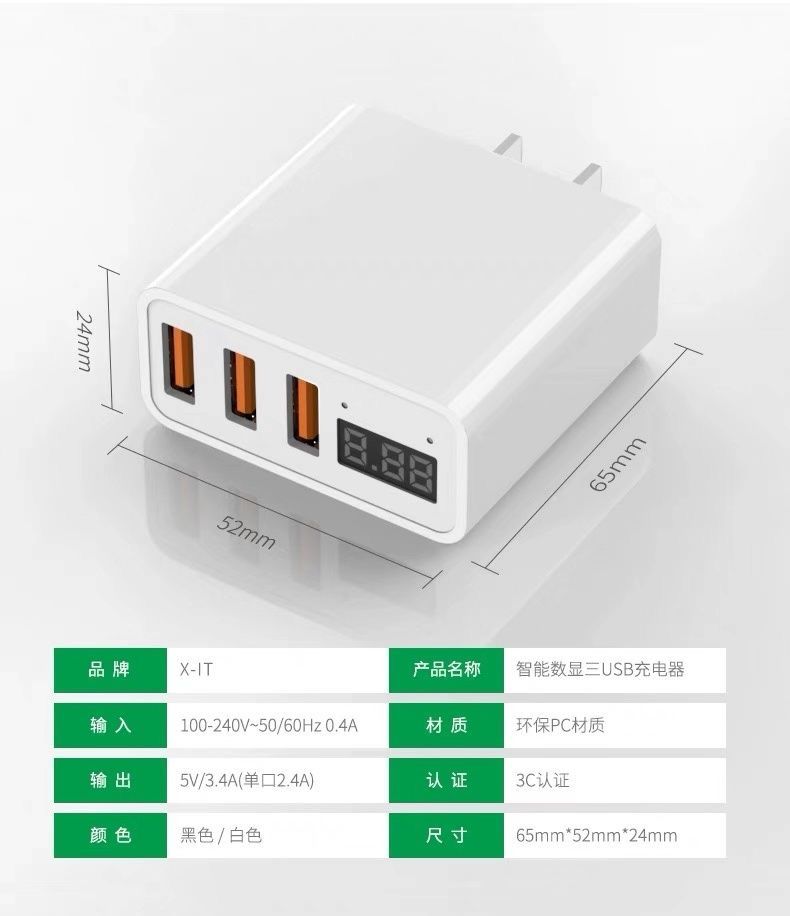 24mm
8.88
65mm
52mm
品牌 X-IT 产品名称 智能数显三USB充电器
输入 100-240V~50/60Hz 0.4A 材质 环保PC材质
输出 5V/3.4A(单口2.4A) 认证 3C认证
颜色 黑色 / 白色 尺寸 65mm*52mm*24mm